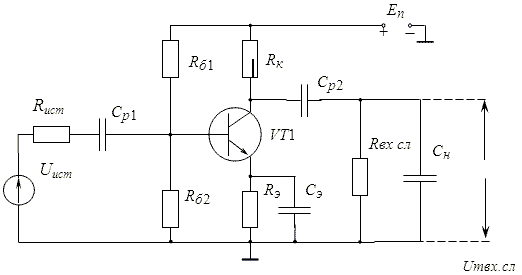 Eп
+ −
Rб1
Rк
Cр2
Rист
Cр1
VT1
Rвх сл
Cн
Uист
Rб2
Rэ
Cэ
Uтвх.сл